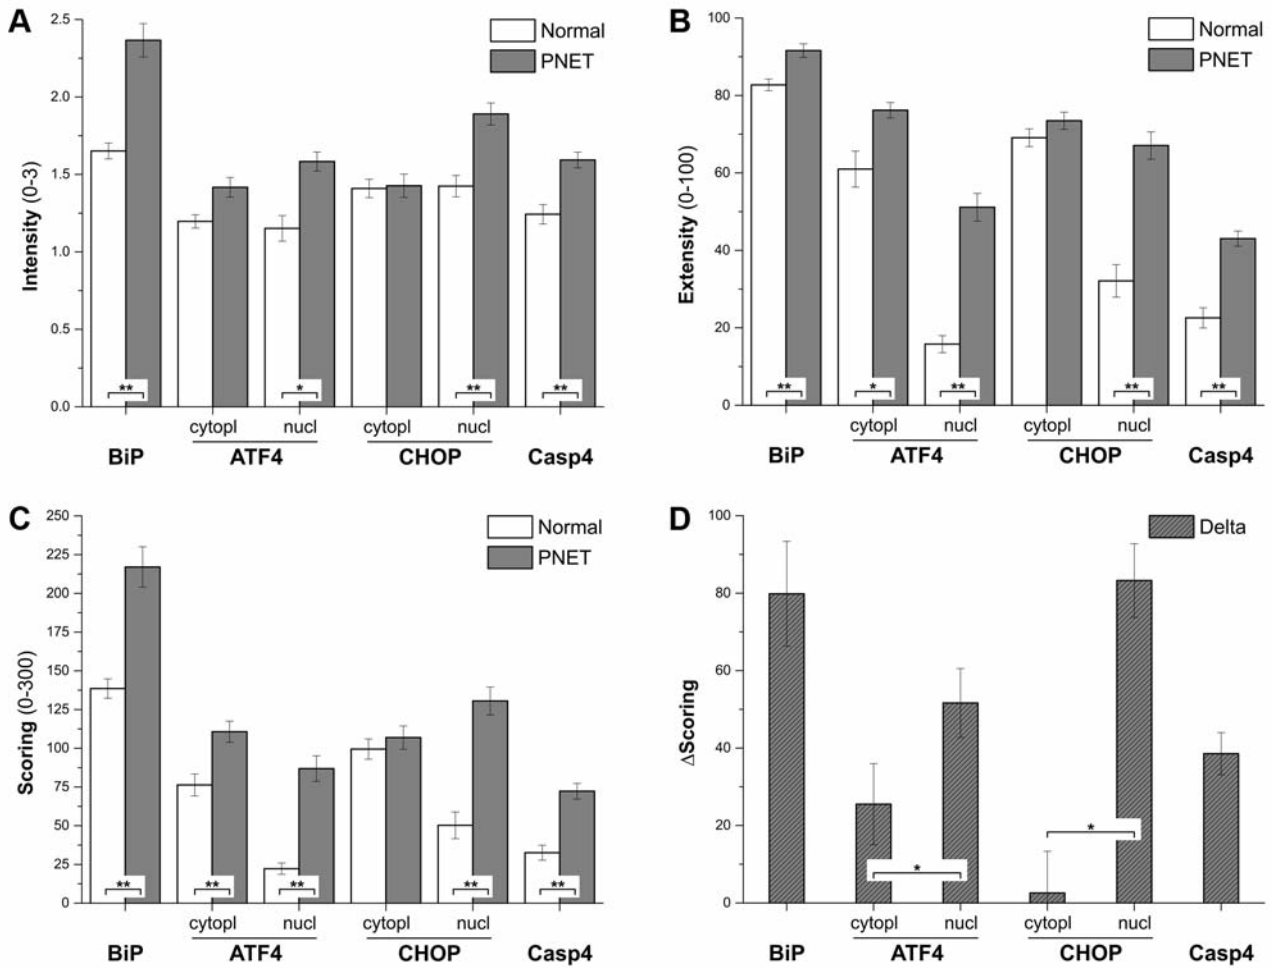 A
Intensity (0-3)
2.5
2.0
1.5
1.0
0.5
0.0
Normal
PNET
** * ** **
cytopl nucl cytopl nucl
BiP ATF4 CHOP Casp4
B
Extensity (0-100)
100
80
60
40
20
0
Normal
PNET
** * ** ** **
cytopl nucl cytopl nucl
BiP ATF4 CHOP Casp4
C
Scoring (0-300)
250
225
200
175
150
125
100
75
50
25
0
Normal
PNET
** ** ** ** **
cytopl nucl cytopl nucl
BiP ATF4 CHOP Casp4
D
ΔScoring
100
80
60
40
20
0
Delta
*
*
cytopl nucl cytopl nucl
BiP ATF4 CHOP Casp4